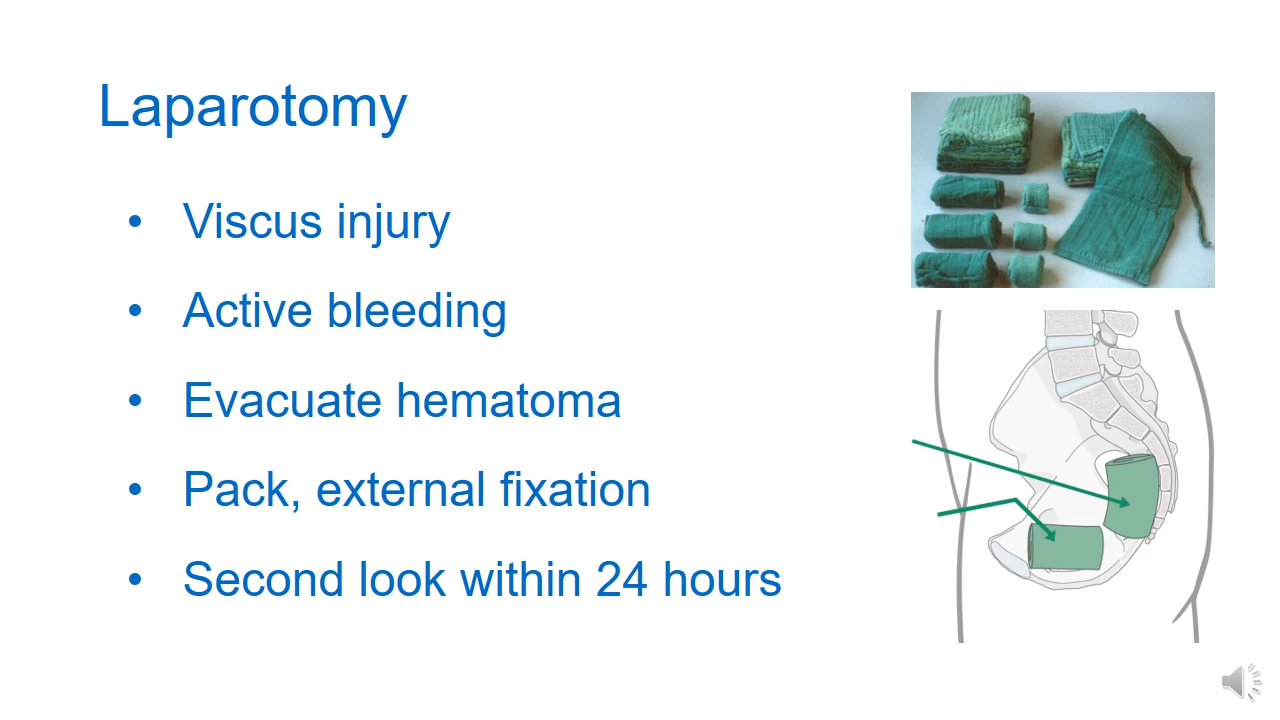 Laparotomy
• Viscus injury
• Active bleeding
• Evacuate hematoma
• Pack, external fixation
• Second look within 24 hours